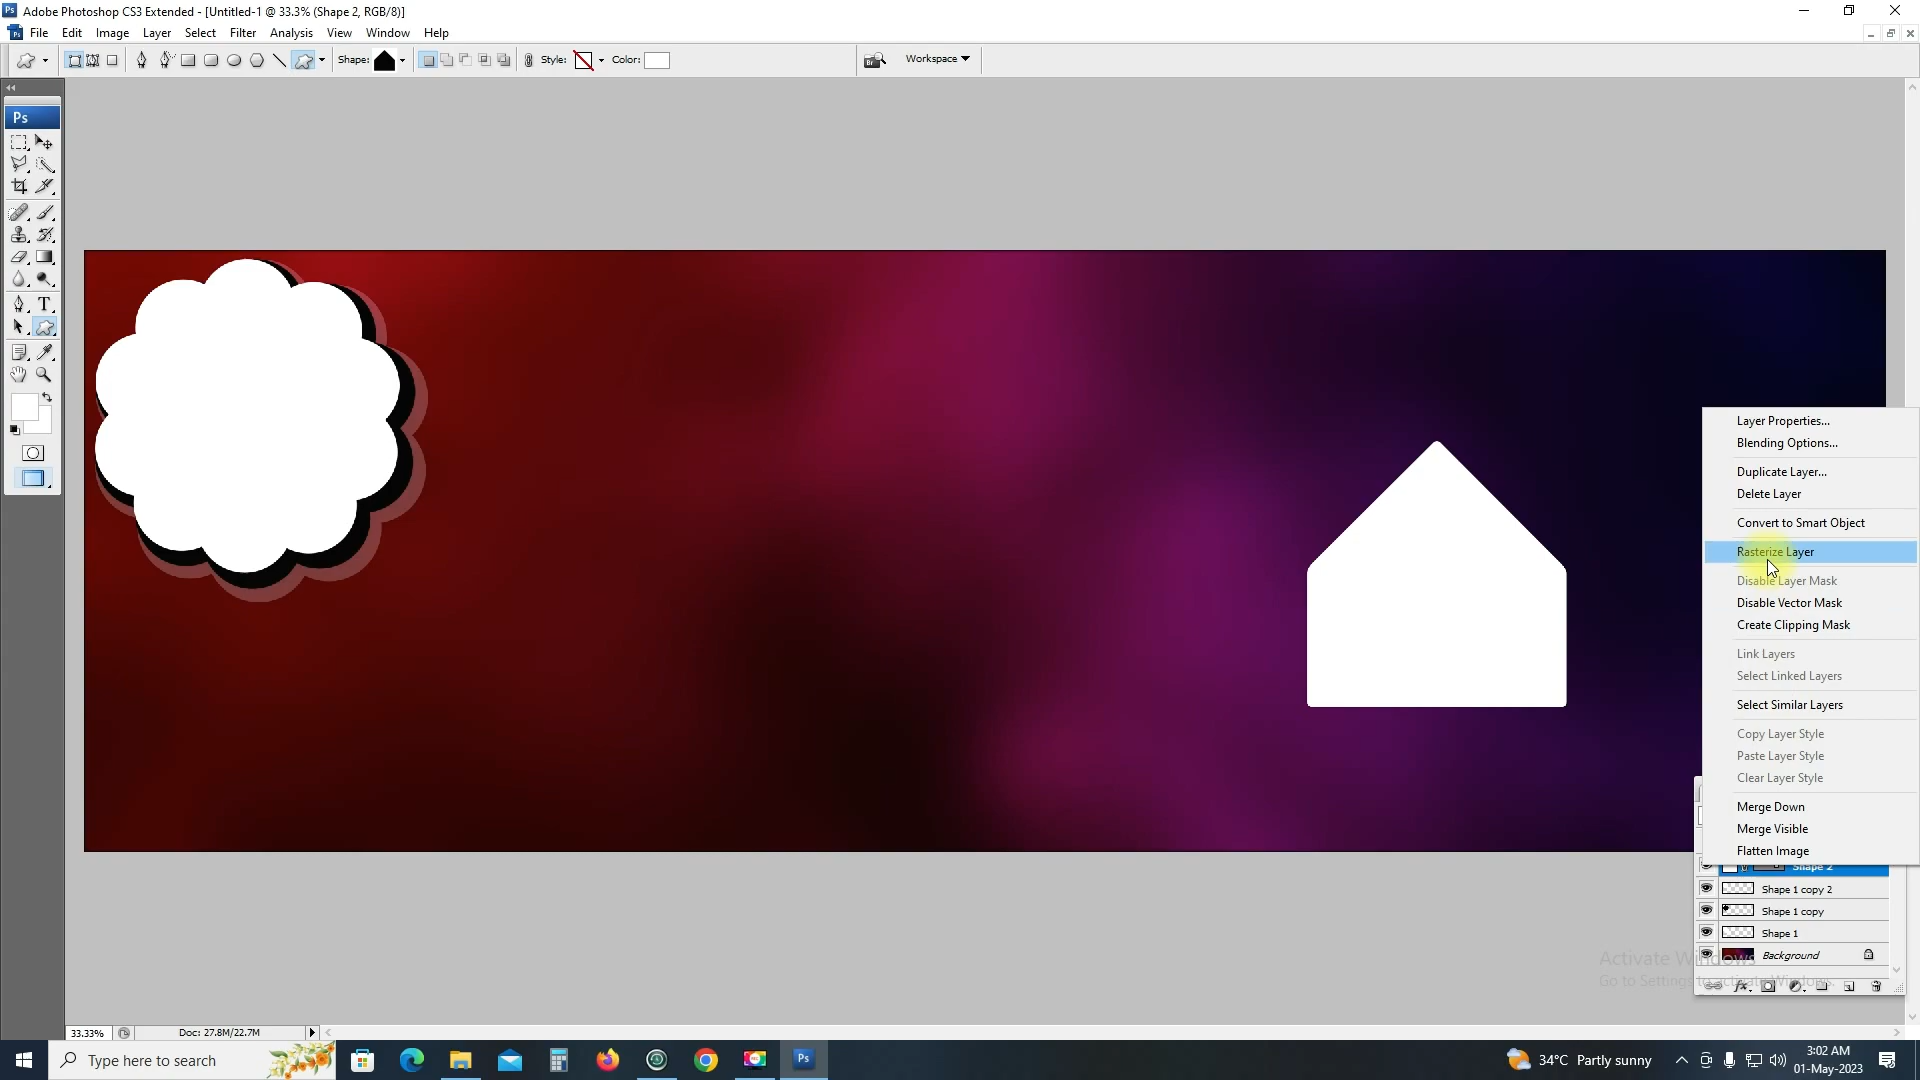 Ps Adobe Photoshop CS3 Extended - [Untitled-1 @ 33.3% (Shape 2, RGB/8)]
Ps File Edit Image Layer Select Filter Analysis View Window Help
Shape: Style: Color: Br Workspace
Ps
T
Layer Properties...
Blending Options...
Duplicate Layer...
Delete Layer
Convert to Smart Object
Rasterize Layer
Disable Layer Mask
Disable Vector Mask
Create Clipping Mask
Link Layers
Select Linked Layers
Select Similar Layers
Copy Layer Style
Paste Layer Style
Clear Layer Style
Merge Down
Merge Visible
Flatten Image
Shape 2
Shape 1 copy 2
Shape 1 copy
Shape 1
Background
Activate Windows
Go to Settings to activate Windows.
33.33% Doc: 27.8M/22.7M
Type here to search
Ps
34°C Partly sunny
3:02 AM
01-May-2023